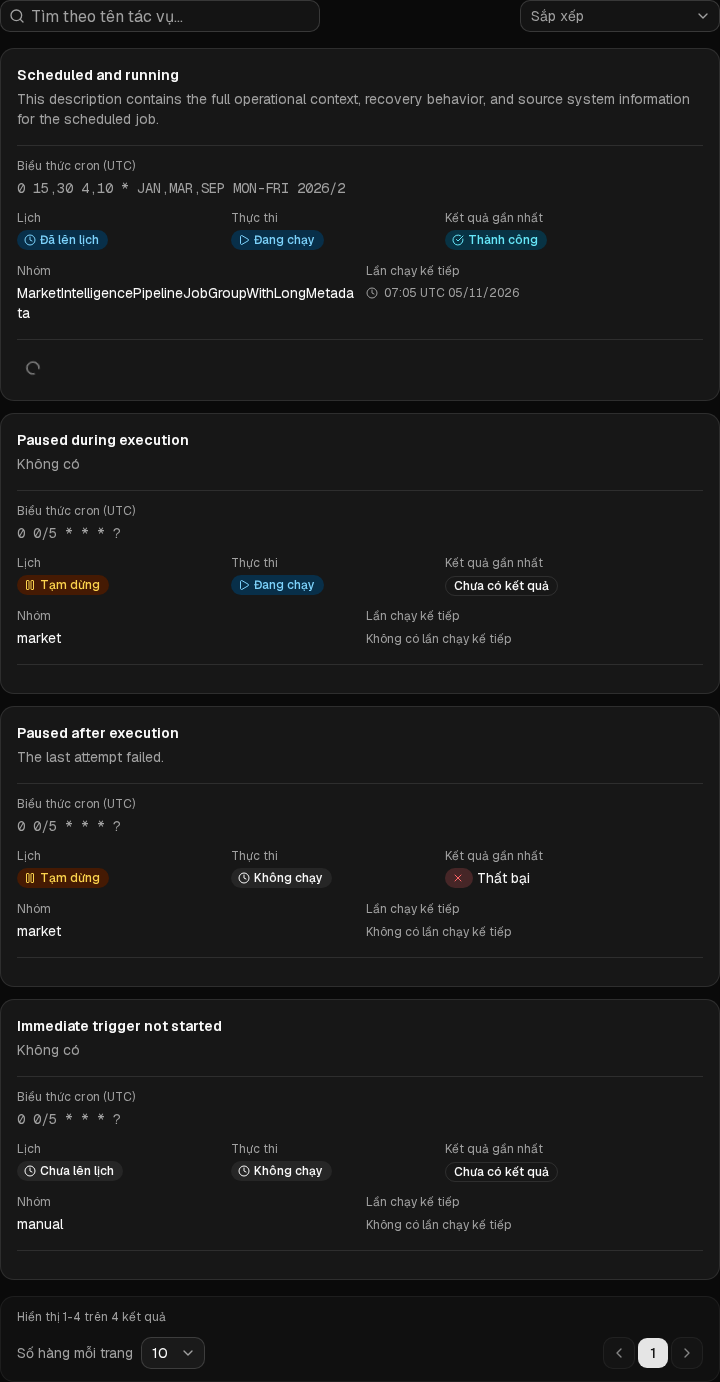 Tìm theo tên tác vụ...
Sắp xếp
Scheduled and running
This description contains the full operational context, recovery behavior, and source system information
for the scheduled job.
Biểu thức cron (UTC)
0 15,30 4,10 * JAN,MAR,SEP MON-FRI 2026/2
Lịch
Thực thi
Kết quả gần nhất
Đã lên lịch
Đang chạy
Thành công
Nhóm
Lần chạy kế tiếp
MarketIntelligencePipelineJobGroupWithLongMetada
ta
07:05 UTC 05/11/2026
Paused during execution
Không có
Biểu thức cron (UTC)
0 0/5 * * * ?
Lịch
Thực thi
Kết quả gần nhất
Tạm dừng
Đang chạy
Chưa có kết quả
Nhóm
Lần chạy kế tiếp
market
Không có lần chạy kế tiếp
Paused after execution
The last attempt failed.
Biểu thức cron (UTC)
0 0/5 * * * ?
Lịch
Thực thi
Kết quả gần nhất
Tạm dừng
Không chạy
Thất bại
Nhóm
Lần chạy kế tiếp
market
Không có lần chạy kế tiếp
Immediate trigger not started
Không có
Biểu thức cron (UTC)
0 0/5 * * * ?
Lịch
Thực thi
Kết quả gần nhất
Chưa lên lịch
Không chạy
Chưa có kết quả
Nhóm
Lần chạy kế tiếp
manual
Không có lần chạy kế tiếp
Hiển thị 1-4 trên 4 kết quả
Số hàng mỗi trang
10
1